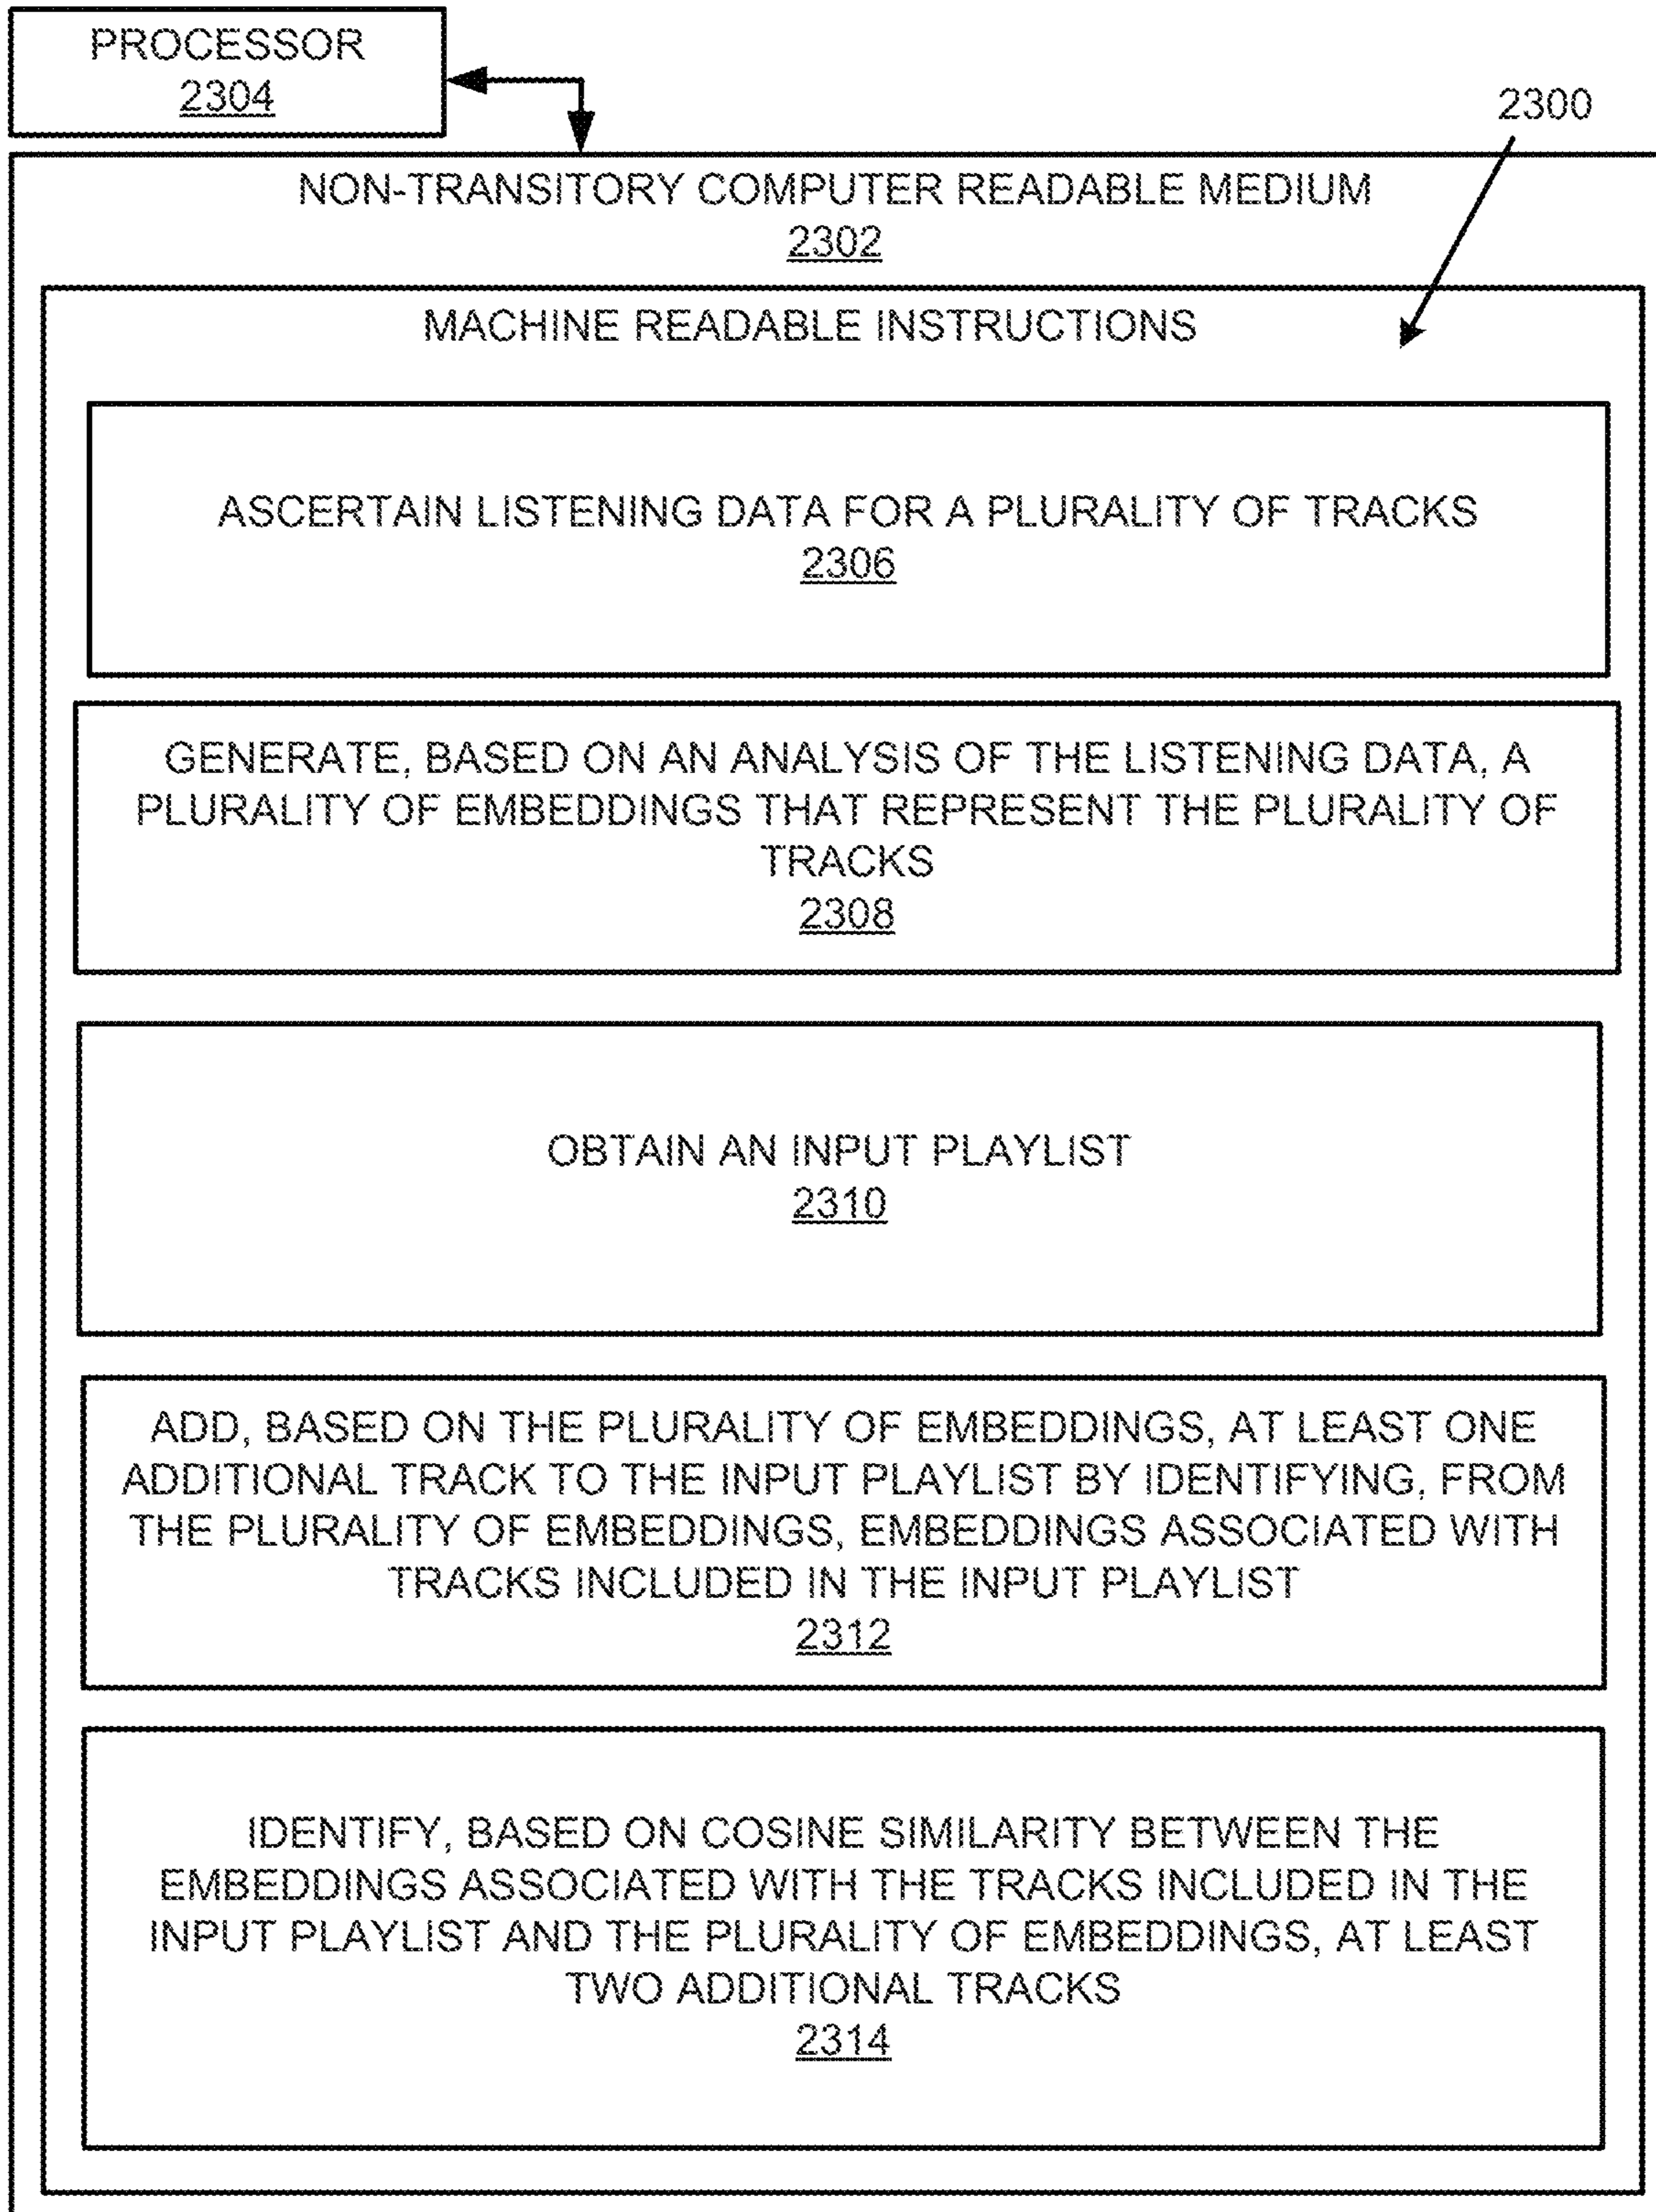 PROCESSOR
2304
2300
NON-TRANSITORY COMPUTER READABLE MEDIUM
2302
MACHINE READABLE INSTRUCTIONS
ASCERTAIN LISTENING DATA FOR A PLURALITY OF TRACKS
2306
GENERATE, BASED ON AN ANALYSIS OF THE LISTENING DATA, A
PLURALITY OF EMBEDDINGS THAT REPRESENT THE PLURALITY OF
TRACKS
2308
OBTAIN AN INPUT PLAYLIST
2310
ADD, BASED ON THE PLURALITY OF EMBEDDINGS, AT LEAST ONE
ADDITIONAL TRACK TO THE INPUT PLAYLIST BY IDENTIFYING, FROM
THE PLURALITY OF EMBEDDINGS, EMBEDDINGS ASSOCIATED WITH
TRACKS INCLUDED IN THE INPUT PLAYLIST
2312
IDENTIFY, BASED ON COSINE SIMILARITY BETWEEN THE
EMBEDDINGS ASSOCIATED WITH THE TRACKS INCLUDED IN THE
INPUT PLAYLIST AND THE PLURALITY OF EMBEDDINGS, AT LEAST
TWO ADDITIONAL TRACKS
2314